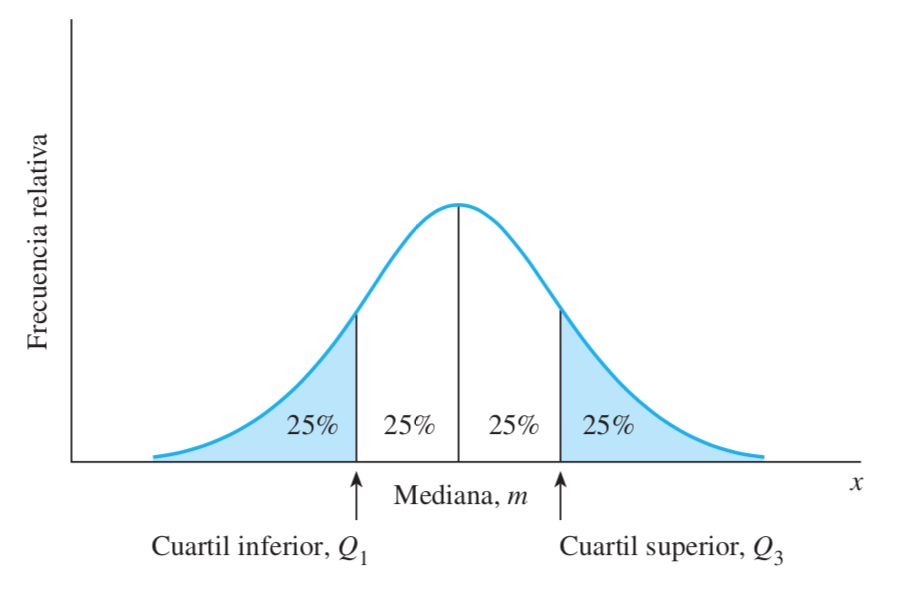 Frecuencia relativa
25% 25% 25% 25%
x
Mediana, m
Cuartil inferior, Q1 Cuartil superior, Q3